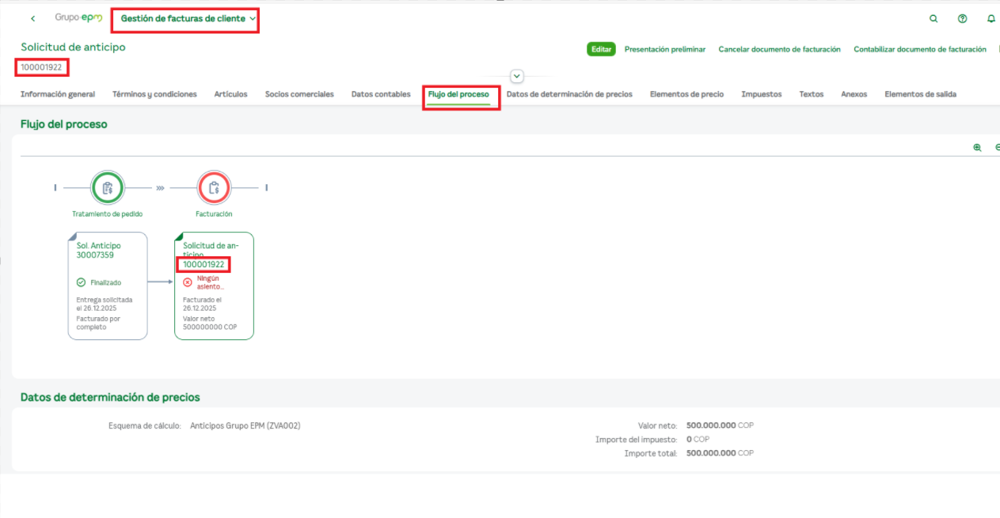 Grupo·epm Gestión de facturas de cliente
Solicitud de anticipo
100001922
Editar Presentación preliminar Cancelar documento de facturación Contabilizar documento de facturación
Información general Términos y condiciones Artículos Socios comerciales Datos contables Flujo del proceso Datos de determinación de precios Elementos de precio Impuestos Textos Anexos Elementos de salida
Flujo del proceso
Tratamiento de pedido Facturación
Sol. Anticipo
30007359
Finalizado
Entrega solicitada
el 26.12.2025
Facturado por
completo
Solicitud de an-
ticipo
100001922
Ningún
asiento...
Facturado el
26.12.2025
Valor neto
500000000 COP
Datos de determinación de precios
Esquema de cálculo: Anticipos Grupo EPM (ZVA002)
Valor neto: 500.000.000 COP
Importe del impuesto: 0 COP
Importe total: 500.000.000 COP